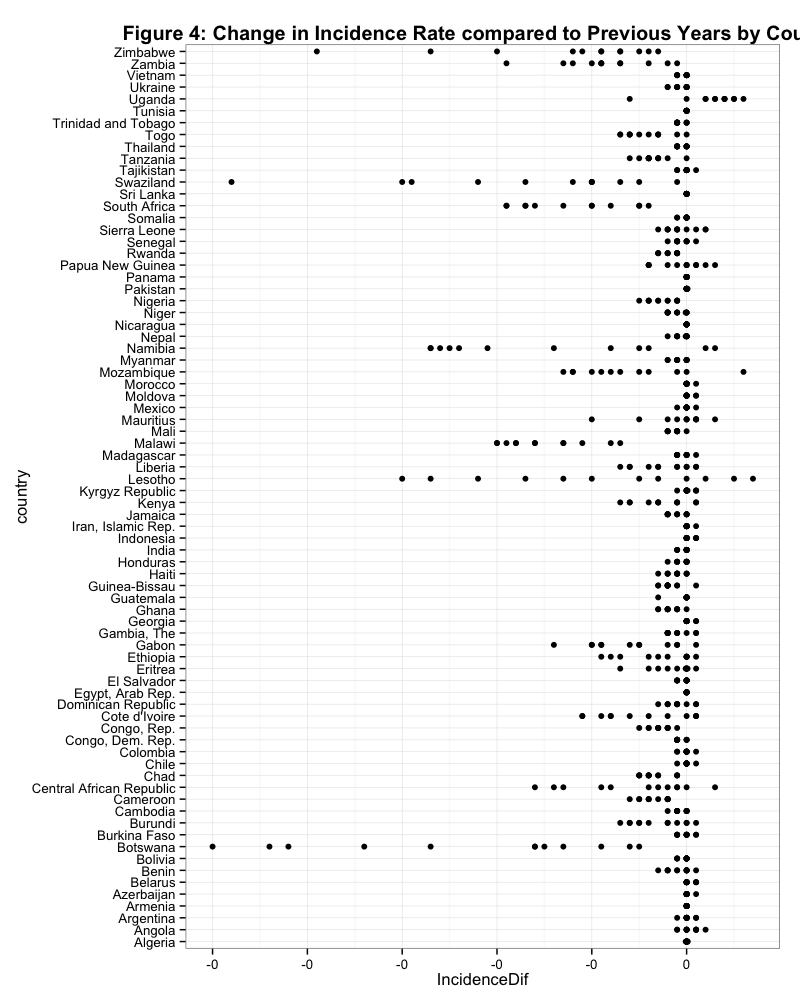 Figure 4: Change in Incidence Rate compared to Previous Years by Cou
Zimbabwe
Zambia
Vietnam
Ukraine
Uganda
Tunisia
Trinidad and Tobago
Togo
Thailand
Tanzania
Tajikistan
Swaziland
Sri Lanka
South Africa
Somalia
Sierra Leone
Senegal
Rwanda
Papua New Guinea
Panama
Pakistan
Nigeria
Niger
Nicaragua
Nepal
Namibia
Myanmar
Mozambique
Morocco
Moldova
Mexico
Mauritius
Mali
Malawi
Madagascar
Liberia
Lesotho
Kyrgyz Republic
Kenya
Jamaica
Iran, Islamic Rep.
Indonesia
India
Honduras
Haiti
Guinea-Bissau
Guatemala
Ghana
Georgia
Gambia, The
Gabon
Ethiopia
Eritrea
El Salvador
Egypt, Arab Rep.
Dominican Republic
Cote d'Ivoire
Congo, Rep.
Congo, Dem. Rep.
Colombia
Chile
Chad
Central African Republic
Cameroon
Cambodia
Burundi
Burkina Faso
Botswana
Bolivia
Benin
Belarus
Azerbaijan
Armenia
Argentina
Angola
Algeria
country
-0 -0 -0 -0 -0 0
IncidenceDif